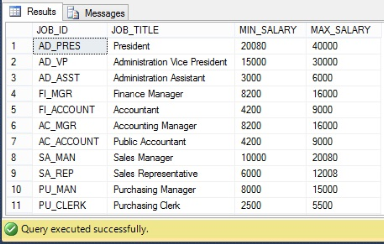 Results Messages
JOB_ID JOB_TITLE MIN_SALARY MAX_SALARY
1 AD_PRES President 20080 40000
2 AD_VP Administration Vice President 15000 30000
3 AD_ASST Administration Assistant 3000 6000
4 FI_MGR Finance Manager 8200 16000
5 FI_ACCOUNT Accountant 4200 9000
6 AC_MGR Accounting Manager 8200 16000
7 AC_ACCOUNT Public Accountant 4200 9000
8 SA_MAN Sales Manager 10000 20080
9 SA_REP Sales Representative 6000 12008
10 PU_MAN Purchasing Manager 8000 15000
11 PU_CLERK Purchasing Clerk 2500 5500
Query executed successfully.